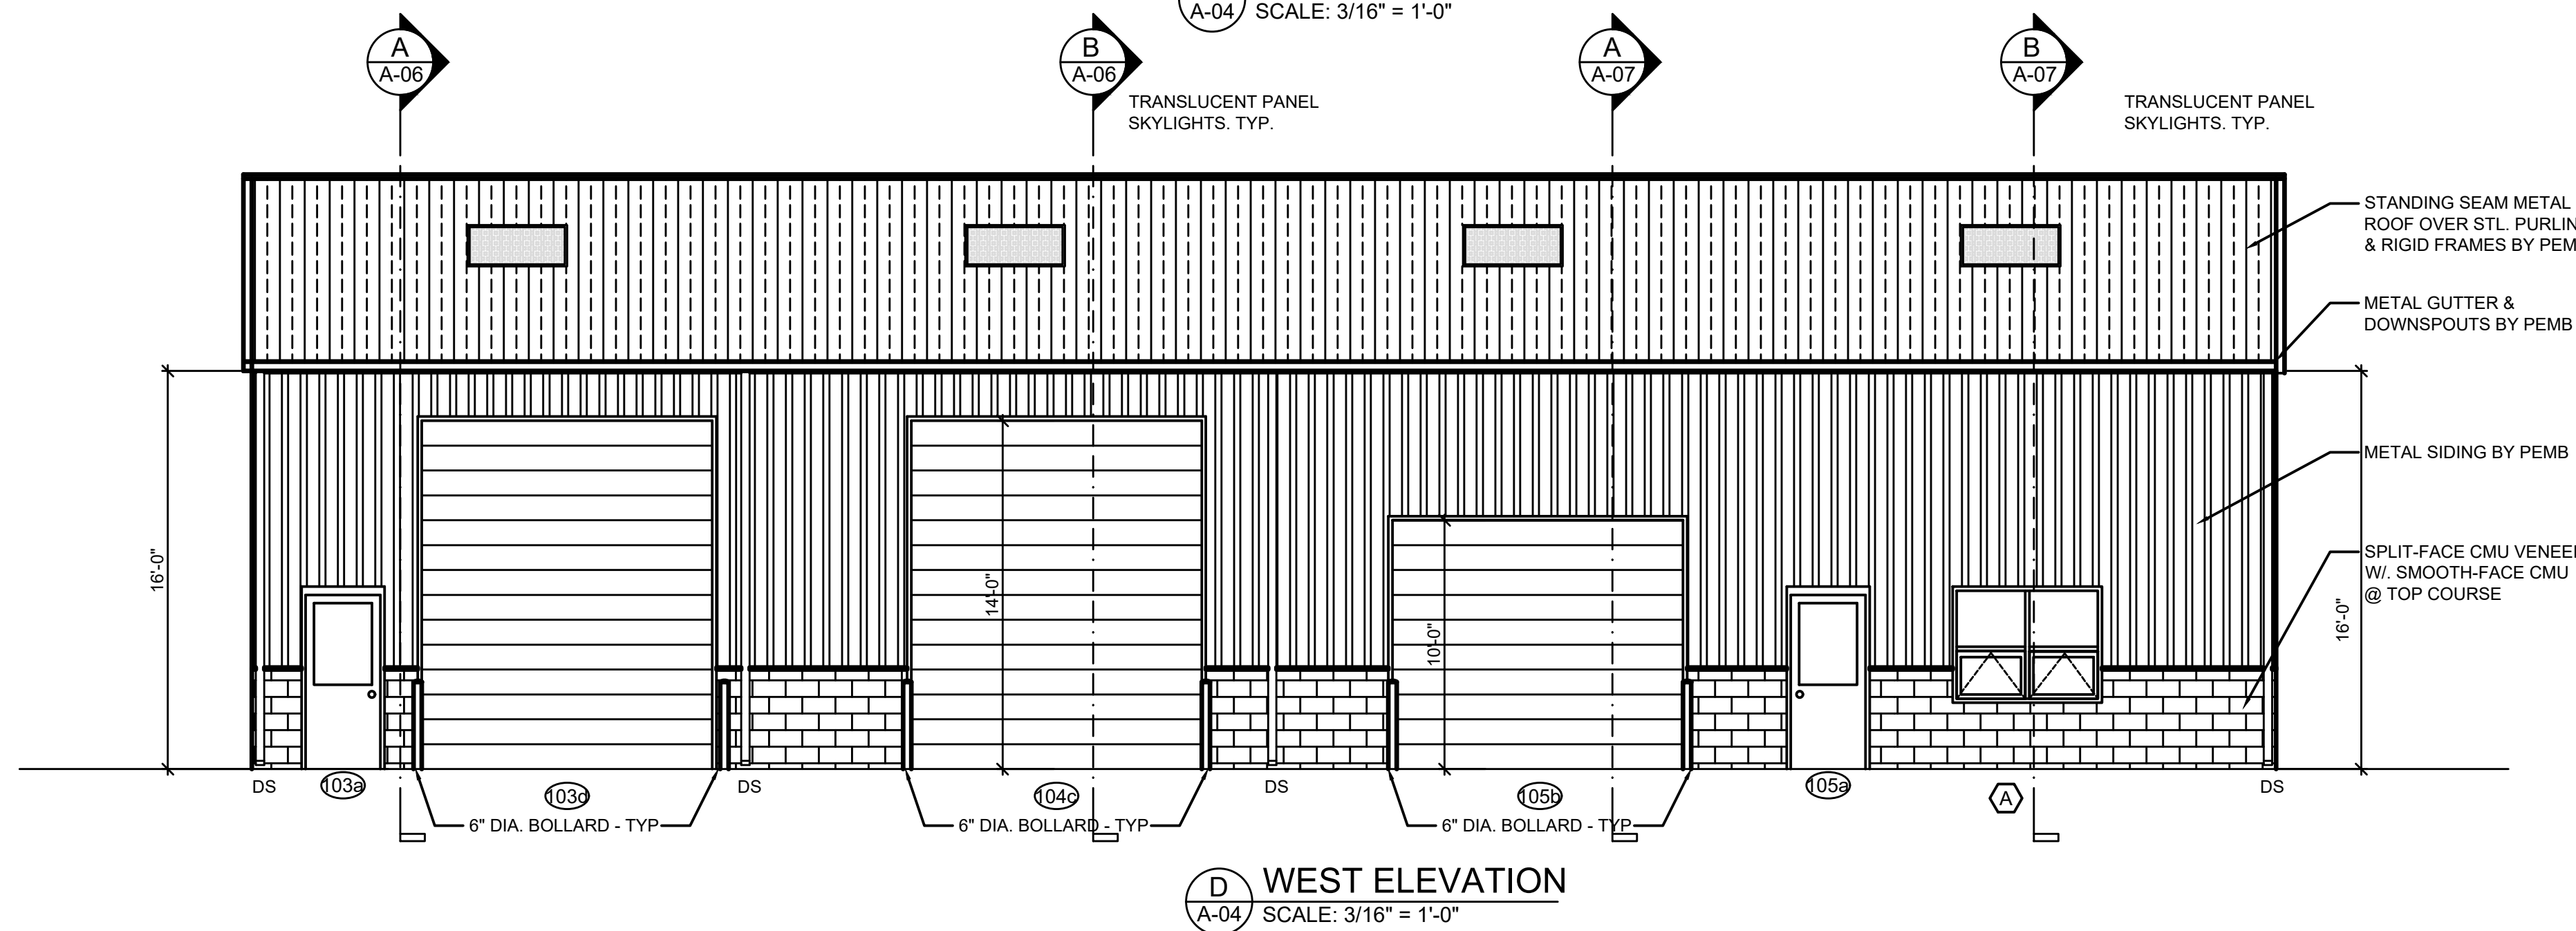 A-04 SCALE: 3/16" = 1'-0"
A
A-06
B
A-06
A
A-07
B
A-07
TRANSLUCENT PANEL
SKYLIGHTS. TYP.
TRANSLUCENT PANEL
SKYLIGHTS. TYP.
STANDING SEAM METAL
ROOF OVER STL. PURLIN
& RIGID FRAMES BY PEM
METAL GUTTER &
DOWNSPOUTS BY PEMB
METAL SIDING BY PEMB
SPLIT-FACE CMU VENEE
W/. SMOOTH-FACE CMU
@ TOP COURSE
16'-0"
14'-0"
10'-0"
16'-0"
DS
103a
103d
DS
104c
DS
105b
105a
A
DS
6" DIA. BOLLARD - TYP
6" DIA. BOLLARD - TYP
6" DIA. BOLLARD - TYP
D
A-04
WEST ELEVATION
SCALE: 3/16" = 1'-0"